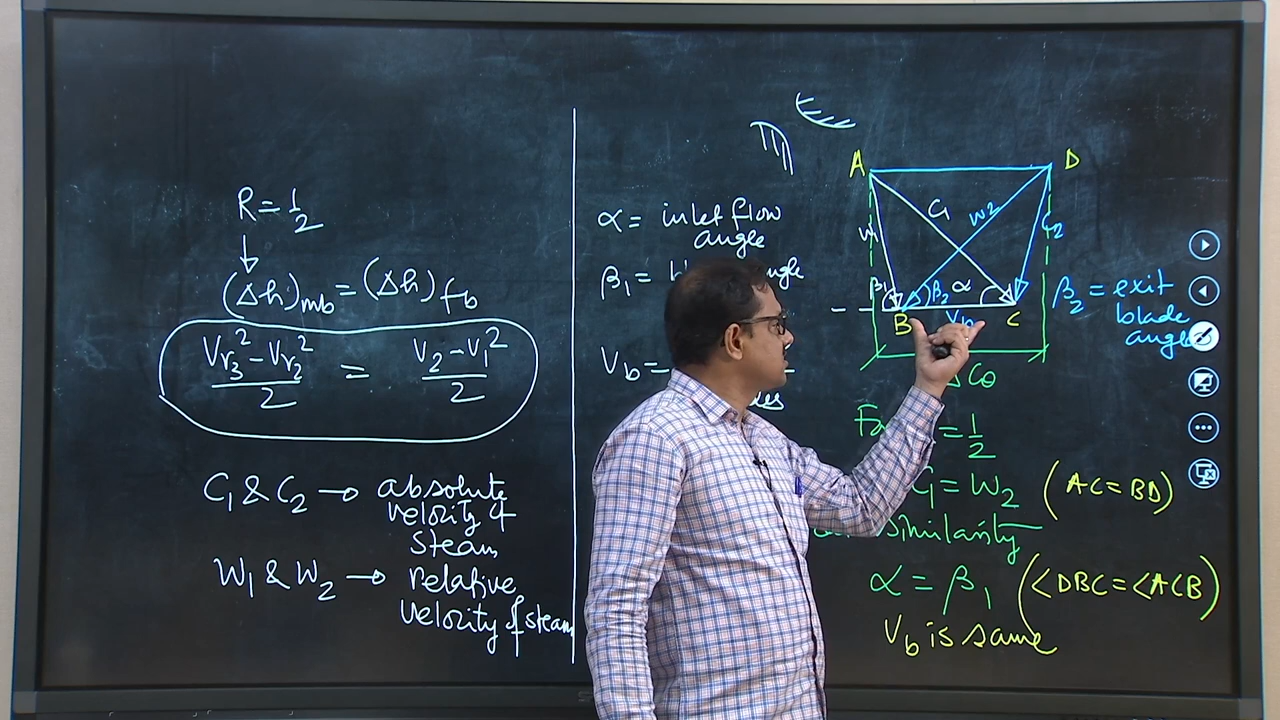 R = 1/2
(Δh)mb = (Δh)fb
(Vr3² - Vr2²)/2 = (V2 - V1²)/2
C1 & C2 → absolute
velocity of
steam
W1 & W2 → relative
velocity of steam
α = inlet flow
angle
β1 = angle
Vb =
A D
C1 W2 C2
β1 β2 α
B Vb C
ΔCθ
β2 = exit
blade
angle
= 1/2
C1 = W2 (AC = BD)
similarity
α = β1 (<DBC = <ACB)
Vb is same